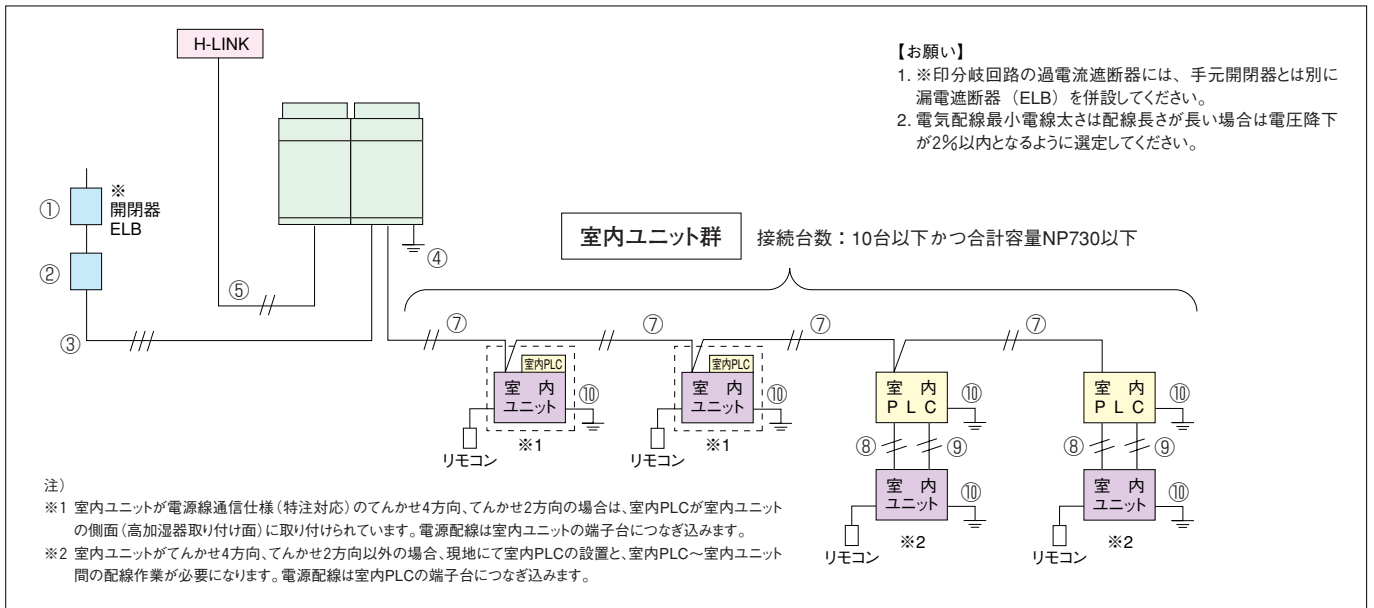 H-LINK
【お願い】
1. ※印分岐回路の過電流遮断器には、手元開閉器とは別に
漏電遮断器（ELB）を併設してください。
2. 電気配線最小電線太さは配線長さが長い場合は電圧降下
が2％以内となるように選定してください。
①
※
開閉器
ELB
②
③
⑤
④
室内ユニット群
接続台数：10台以下かつ合計容量NP730以下
⑦
⑦
⑦
⑦
室内PLC
室内
ユニット
⑩
リモコン
※1
室内PLC
室内
ユニット
⑩
リモコン
※1
室内
PLC
⑩
⑧
⑨
室内
ユニット
⑩
リモコン
※2
室内
PLC
⑩
⑧
⑨
室内
ユニット
⑩
リモコン
※2
注）
※1 室内ユニットが電源線通信仕様（特注対応）のてんかせ4方向、てんかせ2方向の場合は、室内PLCが室内ユニット
の側面（高加湿器取り付け面）に取り付けられています。電源配線は室内ユニットの端子台につなぎ込みます。
※2 室内ユニットがてんかせ4方向、てんかせ2方向以外の場合、現地にて室内PLCの設置と、室内PLC～室内ユニット
間の配線作業が必要になります。電源配線は室内PLCの端子台につなぎ込みます。